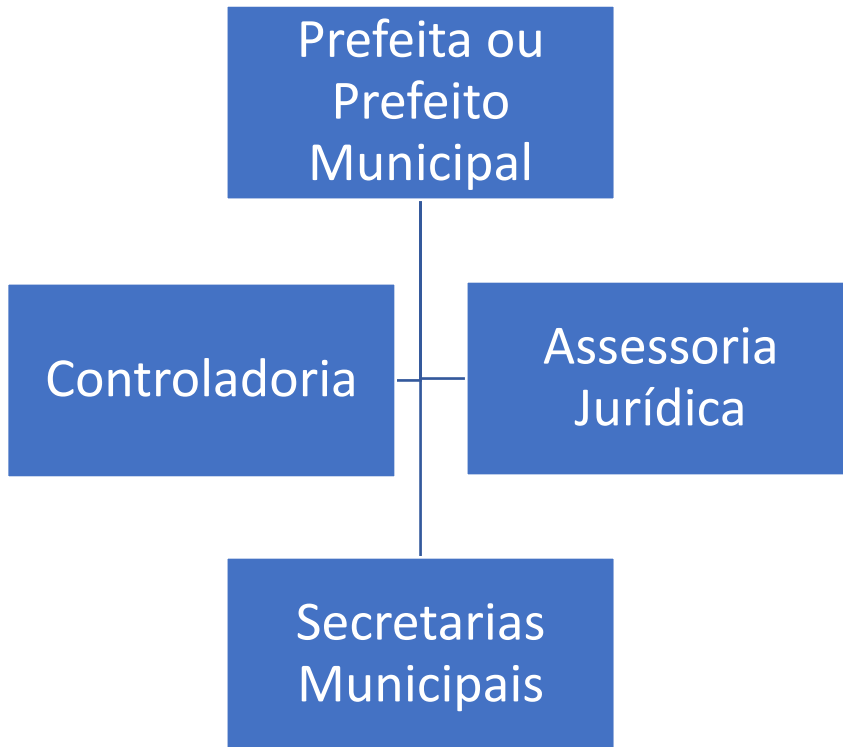 Prefeita ou
Prefeito
Municipal
Controladoria
Assessoria
Jurídica
Secretarias
Municipais